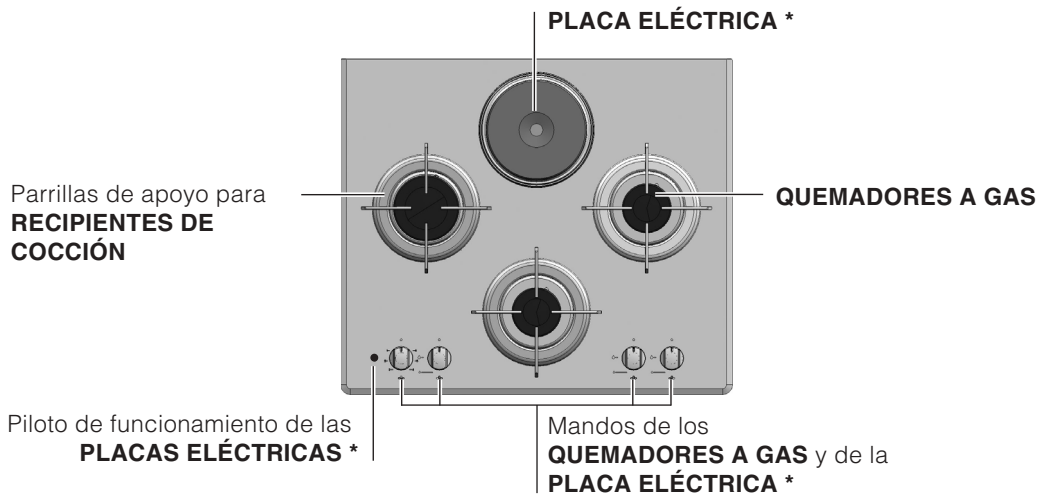 PLACA ELÉCTRICA *
Parrillas de apoyo para
RECIPIENTES DE
COCCIÓN
QUEMADORES A GAS
Piloto de funcionamiento de las
PLACAS ELÉCTRICAS *
Mandos de los
QUEMADORES A GAS y de la
PLACA ELÉCTRICA *